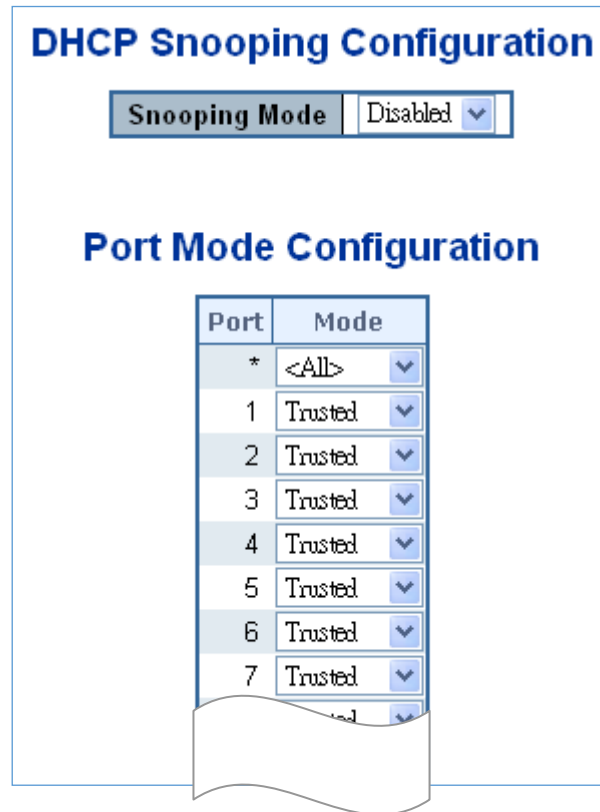 DHCP Snooping Configuration
Snooping Mode Disabled
Port Mode Configuration
Port Mode
* <All>
1 Trusted
2 Trusted
3 Trusted
4 Trusted
5 Trusted
6 Trusted
7 Trusted